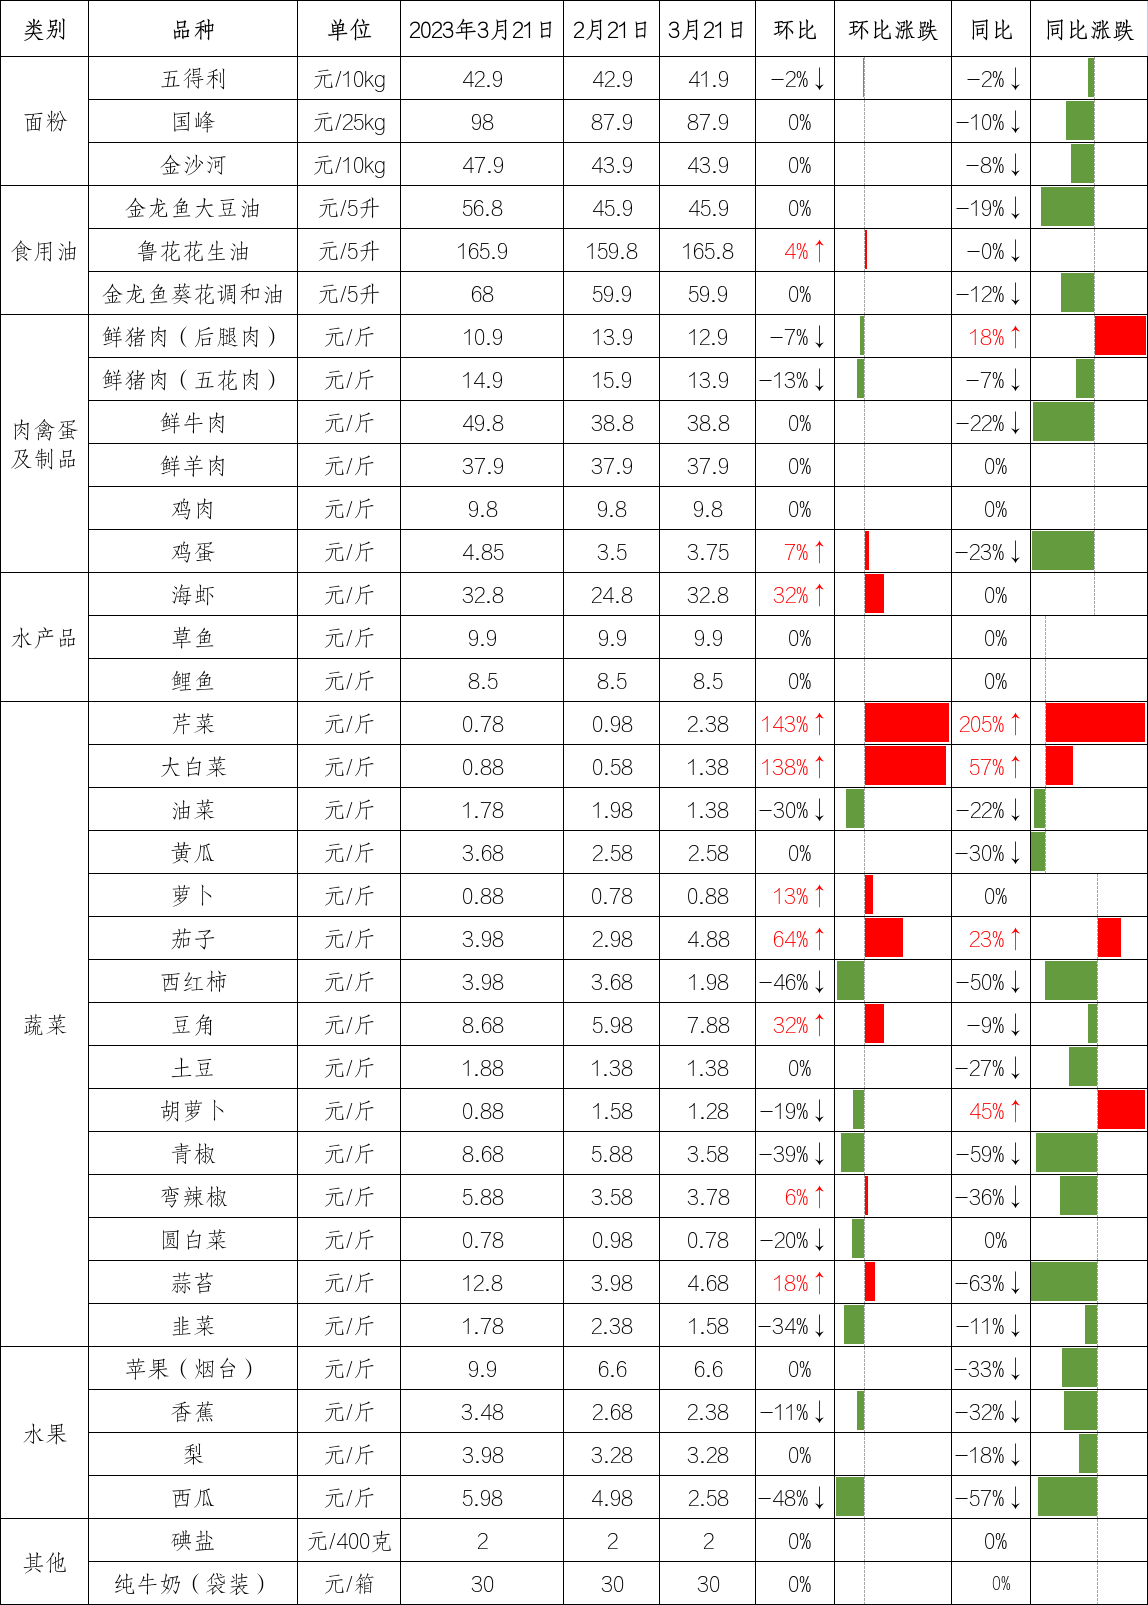 类别 品种 单位 2023年3月21日 2月21日 3月21日 环比 环比涨跌 同比 同比涨跌
面粉
五得利 元/10kg 42.9 42.9 41.9 -2%↓ -2%↓
国峰 元/25kg 98 87.9 87.9 0% -10%↓
金沙河 元/10kg 47.9 43.9 43.9 0% -8%↓
食用油
金龙鱼大豆油 元/5升 56.8 45.9 45.9 0% -19%↓
鲁花花生油 元/5升 165.9 159.8 165.8 4%↑ -0%↓
金龙鱼葵花调和油 元/5升 68 59.9 59.9 0% -12%↓
肉禽蛋
及制品
鲜猪肉（后腿肉） 元/斤 10.9 13.9 12.9 -7%↓ 18%↑
鲜猪肉（五花肉） 元/斤 14.9 15.9 13.9 -13%↓ -7%↓
鲜牛肉 元/斤 49.8 38.8 38.8 0% -22%↓
鲜羊肉 元/斤 37.9 37.9 37.9 0% 0%
鸡肉 元/斤 9.8 9.8 9.8 0% 0%
鸡蛋 元/斤 4.85 3.5 3.75 7%↑ -23%↓
水产品
海虾 元/斤 32.8 24.8 32.8 32%↑ 0%
草鱼 元/斤 9.9 9.9 9.9 0% 0%
鲤鱼 元/斤 8.5 8.5 8.5 0% 0%
蔬菜
芹菜 元/斤 0.78 0.98 2.38 143%↑ 205%↑
大白菜 元/斤 0.88 0.58 1.38 138%↑ 57%↑
油菜 元/斤 1.78 1.98 1.38 -30%↓ -22%↓
黄瓜 元/斤 3.68 2.58 2.58 0% -30%↓
萝卜 元/斤 0.88 0.78 0.88 13%↑ 0%
茄子 元/斤 3.98 2.98 4.88 64%↑ 23%↑
西红柿 元/斤 3.98 3.68 1.98 -46%↓ -50%↓
豆角 元/斤 8.68 5.98 7.88 32%↑ -9%↓
土豆 元/斤 1.88 1.38 1.38 0% -27%↓
胡萝卜 元/斤 0.88 1.58 1.28 -19%↓ 45%↑
青椒 元/斤 8.68 5.88 3.58 -39%↓ -59%↓
弯辣椒 元/斤 5.88 3.58 3.78 6%↑ -36%↓
圆白菜 元/斤 0.78 0.98 0.78 -20%↓ 0%
蒜苔 元/斤 12.8 3.98 4.68 18%↑ -63%↓
韭菜 元/斤 1.78 2.38 1.58 -34%↓ -11%↓
水果
苹果（烟台） 元/斤 9.9 6.6 6.6 0% -33%↓
香蕉 元/斤 3.48 2.68 2.38 -11%↓ -32%↓
梨 元/斤 3.98 3.28 3.28 0% -18%↓
西瓜 元/斤 5.98 4.98 2.58 -48%↓ -57%↓
其他
碘盐 元/400克 2 2 2 0% 0%
纯牛奶（袋装） 元/箱 30 30 30 0% 0%